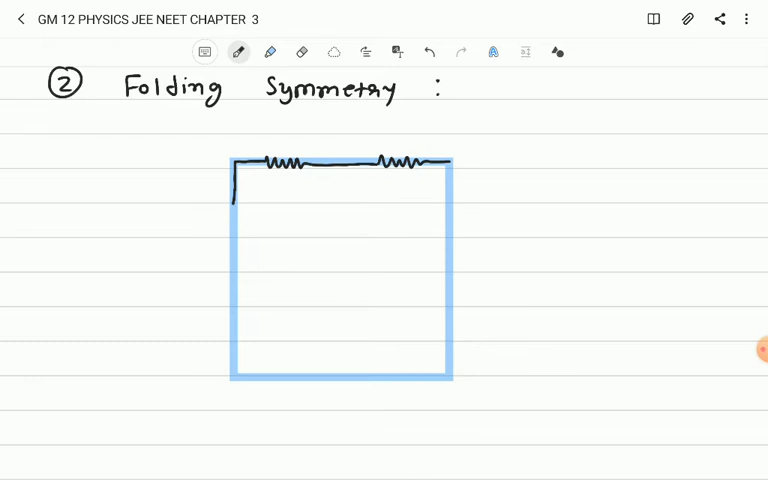 GM 12 PHYSICS JEE NEET CHAPTER 3
② Folding Symmetry :